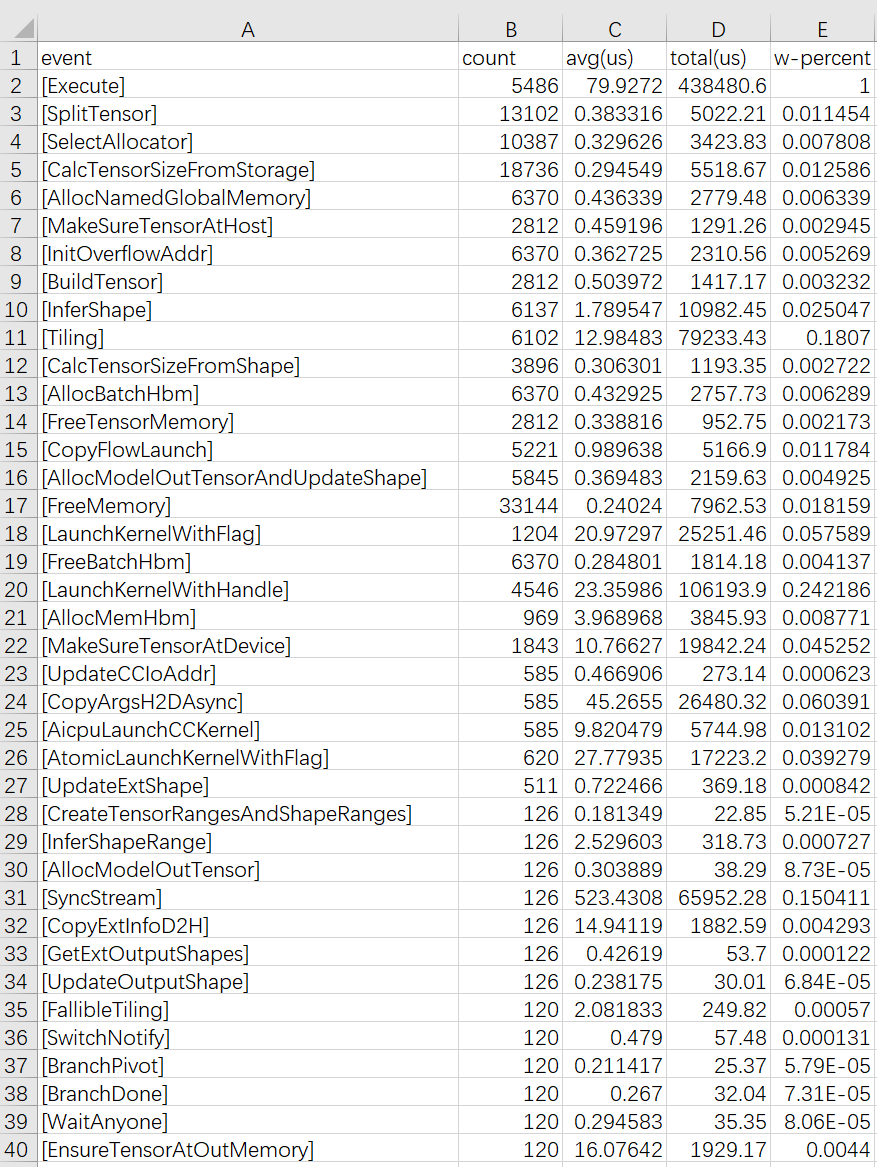 A B C D E
1 event count avg(us) total(us) w-percent
2 [Execute] 5486 79.9272 438480.6 1
3 [SplitTensor] 13102 0.383316 5022.21 0.011454
4 [SelectAllocator] 10387 0.329626 3423.83 0.007808
5 [CalcTensorSizeFromStorage] 18736 0.294549 5518.67 0.012586
6 [AllocNamedGlobalMemory] 6370 0.436339 2779.48 0.006339
7 [MakeSureTensorAtHost] 2812 0.459196 1291.26 0.002945
8 [InitOverflowAddr] 6370 0.362725 2310.56 0.005269
9 [BuildTensor] 2812 0.503972 1417.17 0.003232
10 [InferShape] 6137 1.789547 10982.45 0.025047
11 [Tiling] 6102 12.98483 79233.43 0.1807
12 [CalcTensorSizeFromShape] 3896 0.306301 1193.35 0.002722
13 [AllocBatchHbm] 6370 0.432925 2757.73 0.006289
14 [FreeTensorMemory] 2812 0.338816 952.75 0.002173
15 [CopyFlowLaunch] 5221 0.989638 5166.9 0.011784
16 [AllocModelOutTensorAndUpdateShape] 5845 0.369483 2159.63 0.004925
17 [FreeMemory] 33144 0.24024 7962.53 0.018159
18 [LaunchKernelWithFlag] 1204 20.97297 25251.46 0.057589
19 [FreeBatchHbm] 6370 0.284801 1814.18 0.004137
20 [LaunchKernelWithHandle] 4546 23.35986 106193.9 0.242186
21 [AllocMemHbm] 969 3.968968 3845.93 0.008771
22 [MakeSureTensorAtDevice] 1843 10.76627 19842.24 0.045252
23 [UpdateCCIoAddr] 585 0.466906 273.14 0.000623
24 [CopyArgsH2DAsync] 585 45.2655 26480.32 0.060391
25 [AicpuLaunchCCKernel] 585 9.820479 5744.98 0.013102
26 [AtomicLaunchKernelWithFlag] 620 27.77935 17223.2 0.039279
27 [UpdateExtShape] 511 0.722466 369.18 0.000842
28 [CreateTensorRangesAndShapeRanges] 126 0.181349 22.85 5.21E-05
29 [InferShapeRange] 126 2.529603 318.73 0.000727
30 [AllocModelOutTensor] 126 0.303889 38.29 8.73E-05
31 [SyncStream] 126 523.4308 65952.28 0.150411
32 [CopyExtInfoD2H] 126 14.94119 1882.59 0.004293
33 [GetExtOutputShapes] 126 0.42619 53.7 0.000122
34 [UpdateOutputShape] 126 0.238175 30.01 6.84E-05
35 [FallibleTiling] 120 2.081833 249.82 0.00057
36 [SwitchNotify] 120 0.479 57.48 0.000131
37 [BranchPivot] 120 0.211417 25.37 5.79E-05
38 [BranchDone] 120 0.267 32.04 7.31E-05
39 [WaitAnyone] 120 0.294583 35.35 8.06E-05
40 [EnsureTensorAtOutMemory] 120 16.07642 1929.17 0.0044